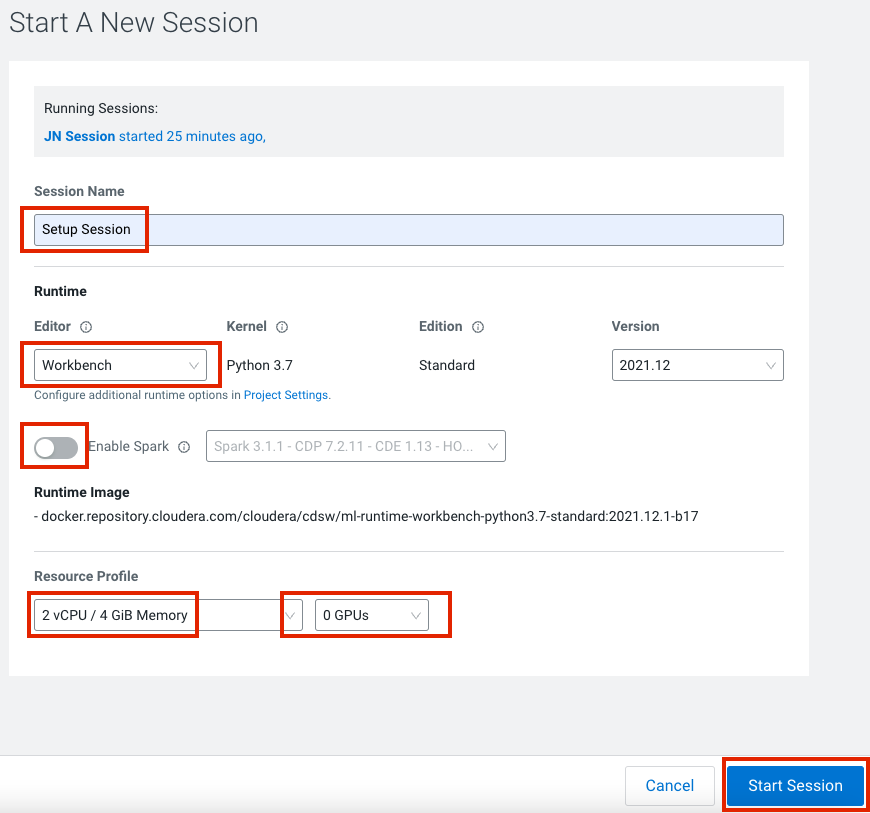 Start A New Session
Running Sessions:
JN Session started 25 minutes ago,
Session Name
Setup Session
Runtime
Editor Kernel Edition Version
Workbench Python 3.7 Standard 2021.12
Configure additional runtime options in Project Settings.
Enable Spark Spark 3.1.1 - CDP 7.2.11 - CDE 1.13 - HO...
Runtime Image
- docker.repository.cloudera.com/cloudera/cdsw/ml-runtime-workbench-python3.7-standard:2021.12.1-b17
Resource Profile
2 vCPU / 4 GiB Memory 0 GPUs
Cancel Start Session